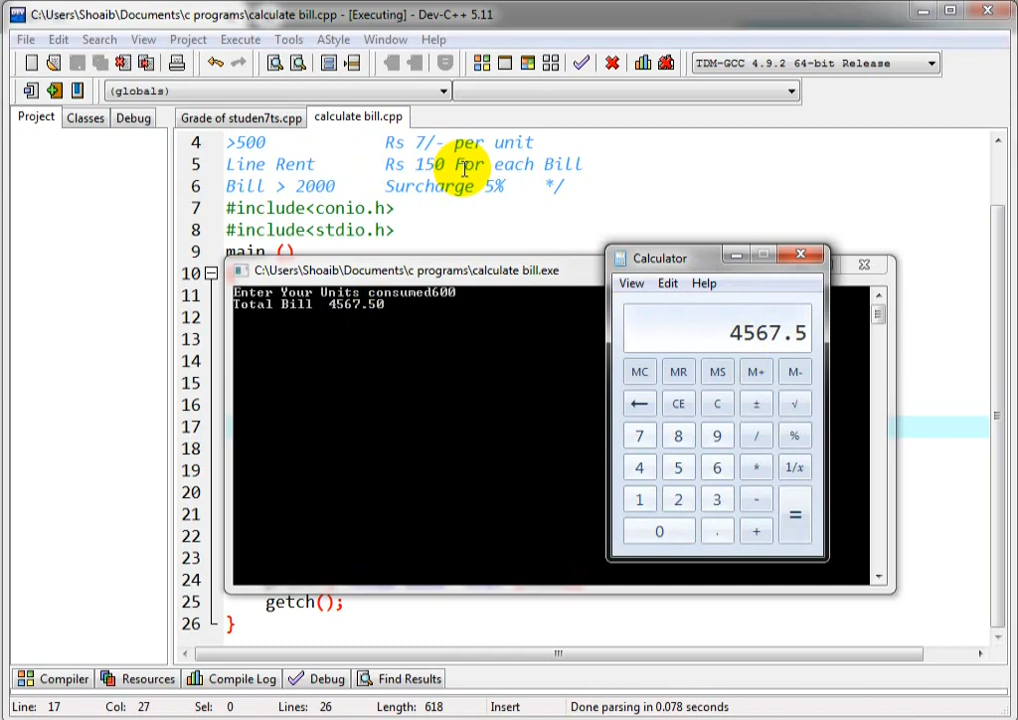 C:\Users\Shoaib\Documents\c programs\calculate bill.cpp - [Executing] - Dev-C++ 5.11
File Edit Search View Project Execute Tools AStyle Window Help
TDM-GCC 4.9.2 64-bit Release
(globals)
Project Classes Debug Grade of studen7ts.cpp calculate bill.cpp
4 >500 Rs 7/- per unit
5 Line Rent Rs 150 For each Bill
6 Bill > 2000 Surcharge 5% */
7 #include<conio.h>
8 #include<stdio.h>
9 main ()
10
11
12
13
14
15
16
17
18
19
20
21
22
23
24
25 getch();
26 }
C:\Users\Shoaib\Documents\c programs\calculate bill.exe
Enter Your Units consumed600
Total Bill 4567.50
Calculator
View Edit Help
4567.5
MC MR MS M+ M-
← CE C ± √
7 8 9 / %
4 5 6 * 1/x
1 2 3 - =
0 . +
Compiler Resources Compile Log Debug Find Results
Line: 17 Col: 27 Sel: 0 Lines: 26 Length: 618 Insert Done parsing in 0.078 seconds